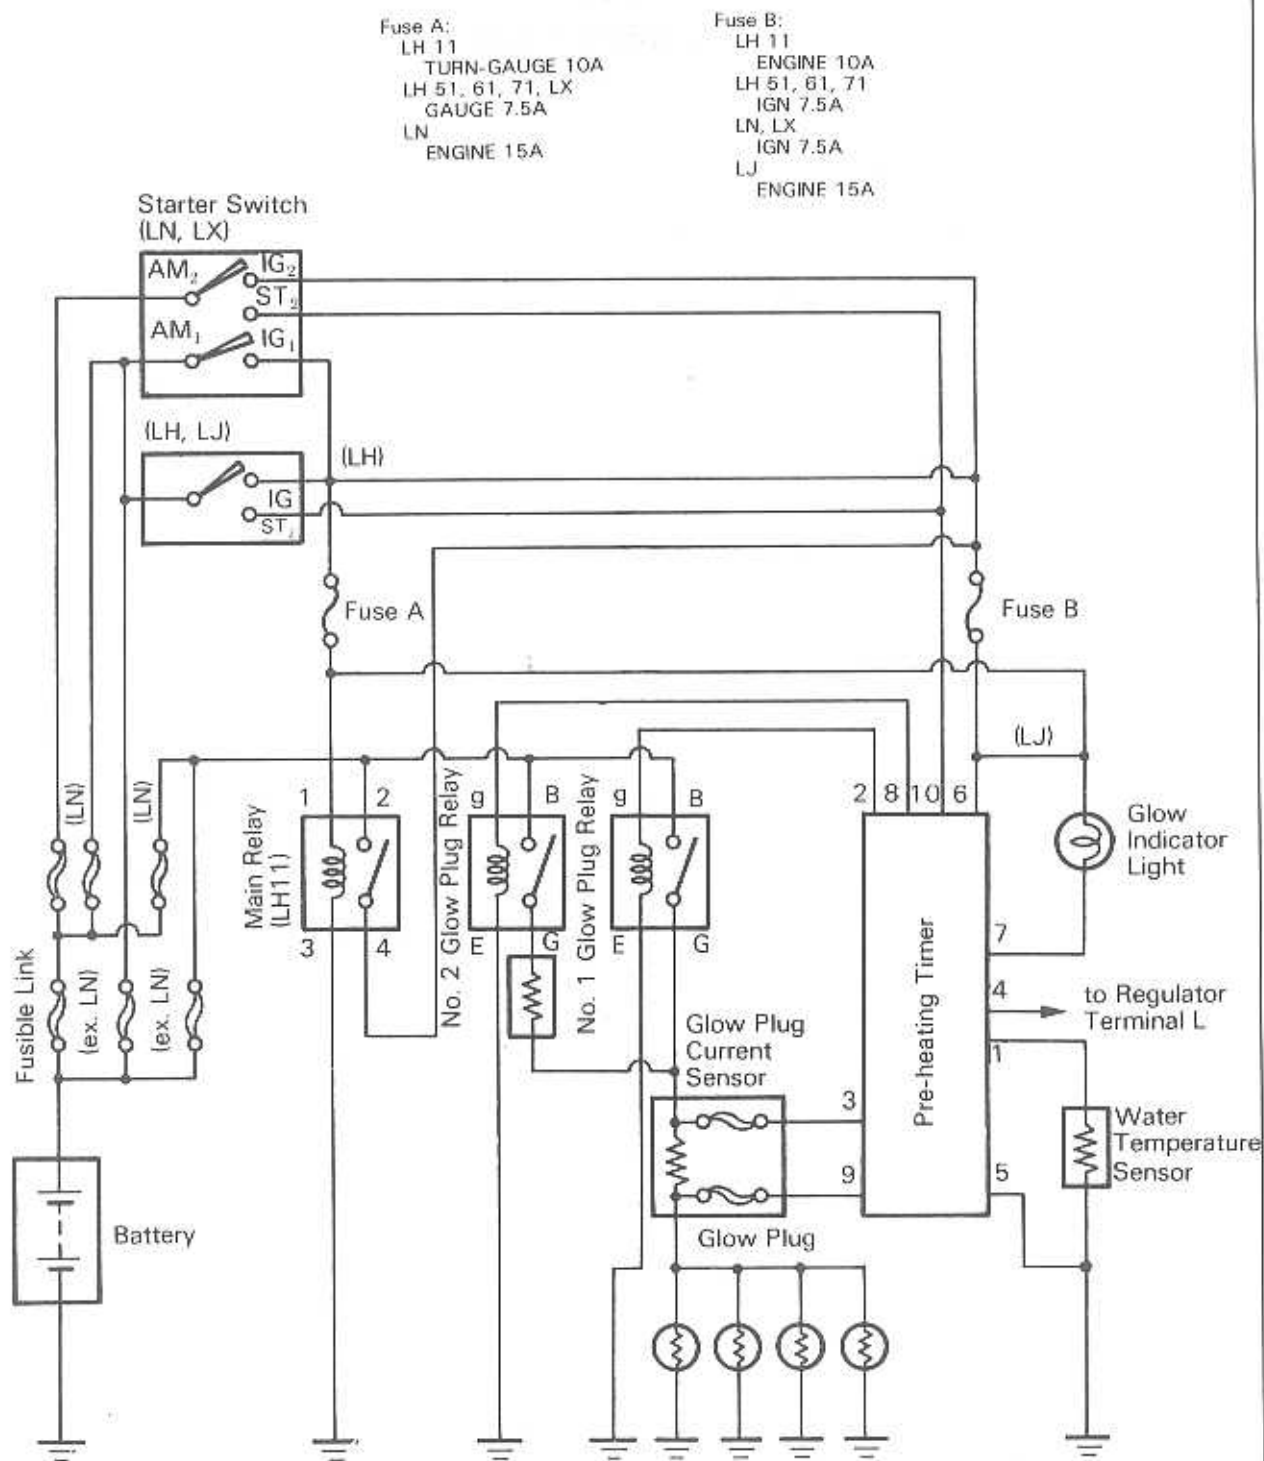 Fuse A:
LH 11
TURN-GAUGE 10A
LH 51, 61, 71, LX
GAUGE 7.5A
LN
ENGINE 15A
Fuse B:
LH 11
ENGINE 10A
LH 51, 61, 71
IGN 7.5A
LN, LX
IGN 7.5A
LJ
ENGINE 15A
Starter Switch
(LN, LX)
AM₂
IG₂
ST₂
AM₁
IG₁
(LH, LJ)
(LH)
IG
ST₂
Fuse A
Fuse B
(LJ)
(LN)
(LN)
1
2
Main Relay
(LH11)
3
4
No. 2 Glow Plug Relay
g
B
E
G
No. 1 Glow Plug Relay
g
B
E
G
2
8
10
6
Pre-heating Timer
Glow
Indicator
Light
7
4
to Regulator
Terminal L
1
Fusible Link
(ex. LN)
(ex. LN)
Glow Plug
Current
Sensor
3
9
5
Water
Temperature
Sensor
Battery
Glow Plug